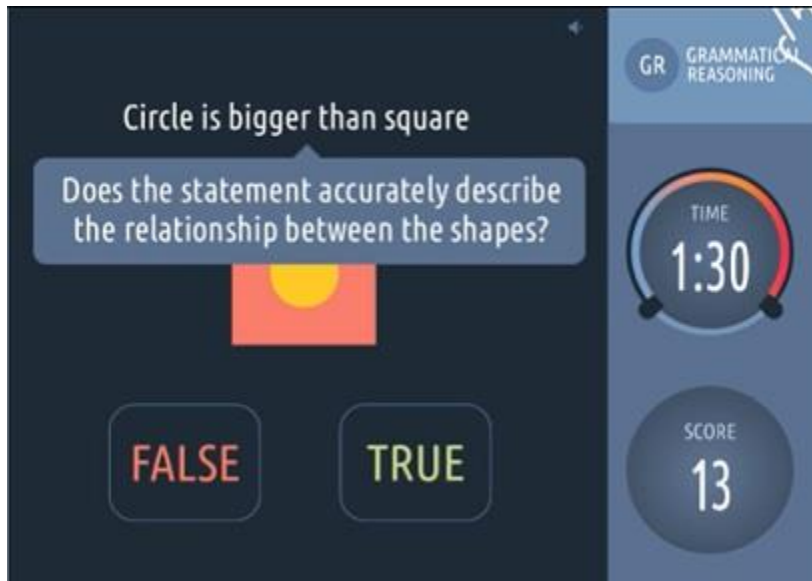 Circle is bigger than square
Does the statement accurately describe
the relationship between the shapes?
FALSE
TRUE
GR
GRAMMATICAL
REASONING
TIME
1:30
SCORE
13